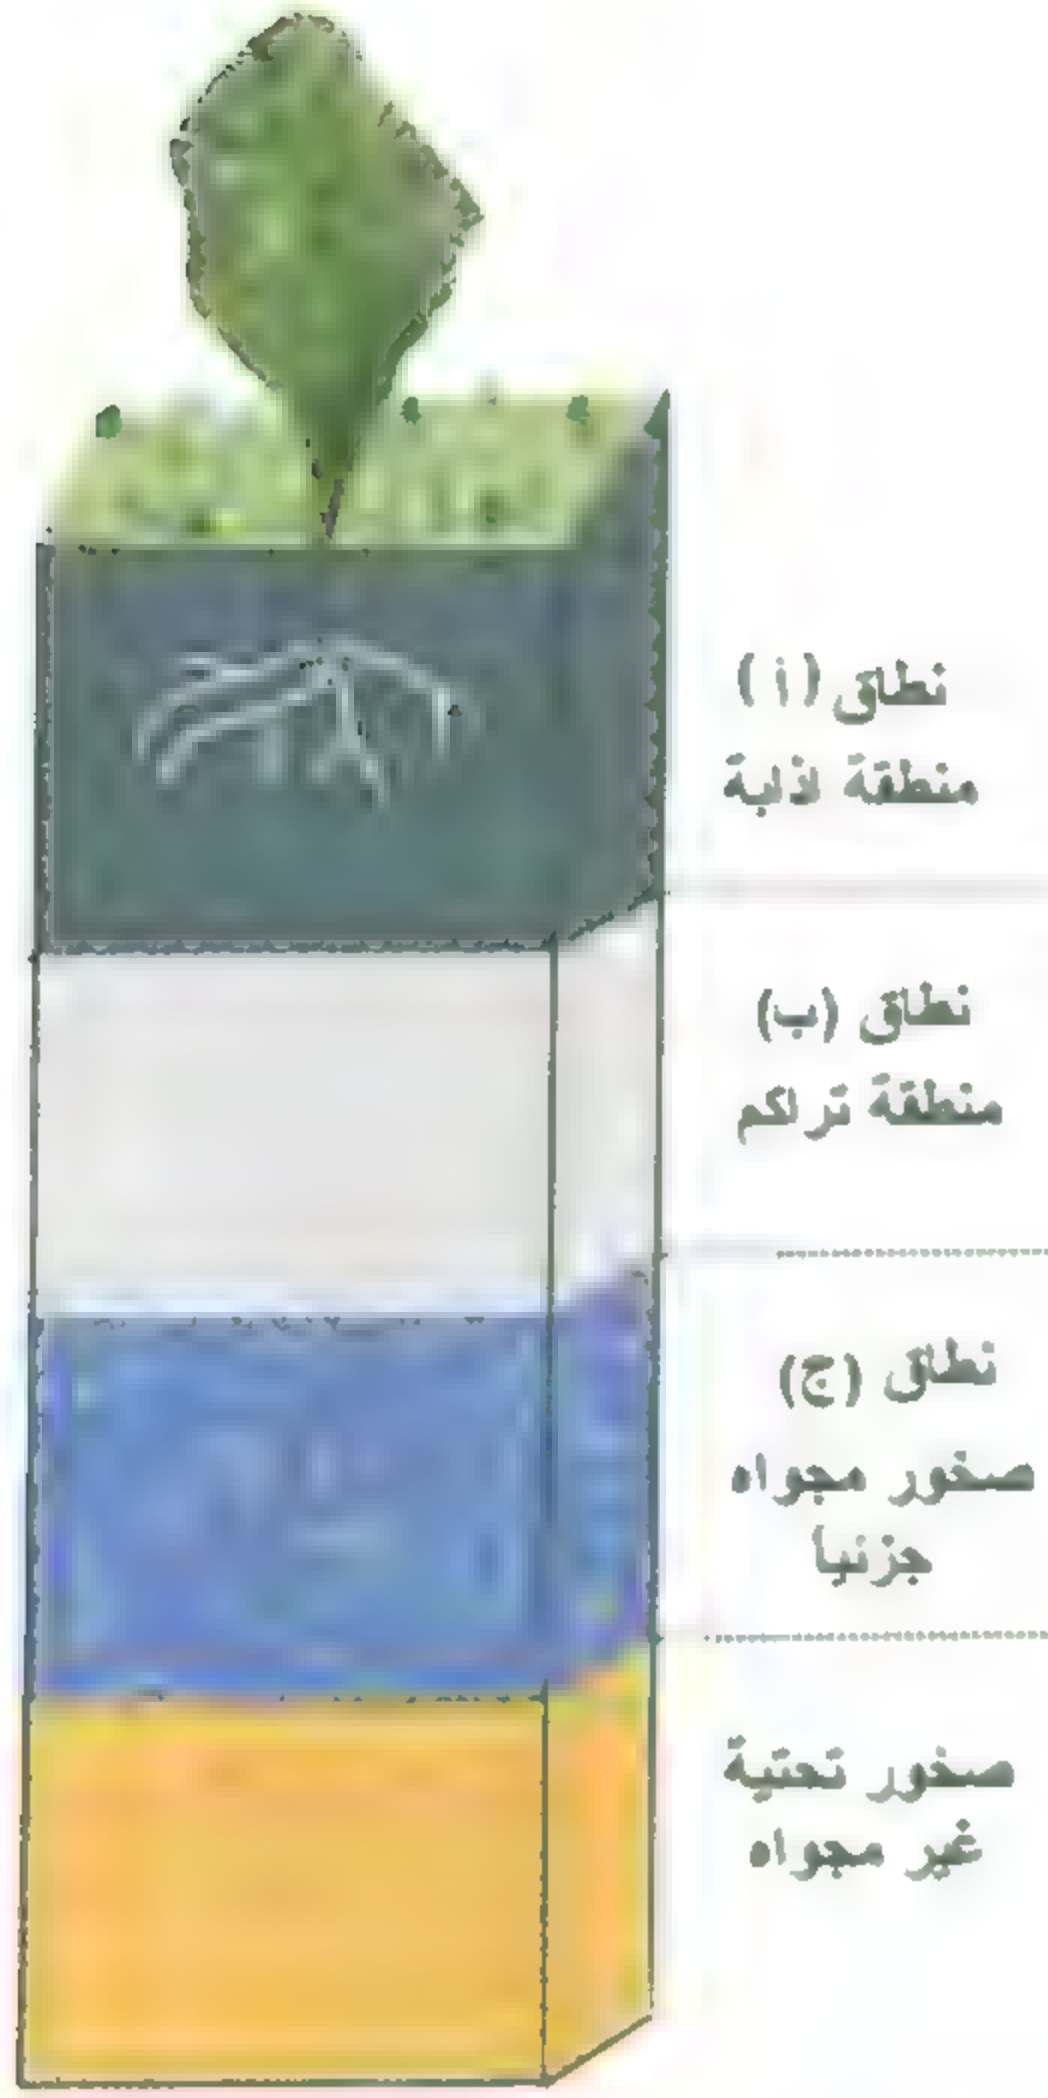 نطاق (أ)
منطقة اذابة
نطاق (ب)
منطقة تراكم
نطاق (ج)
صخور مجواه
جزئيا
صخور تحتية
غير مجواه